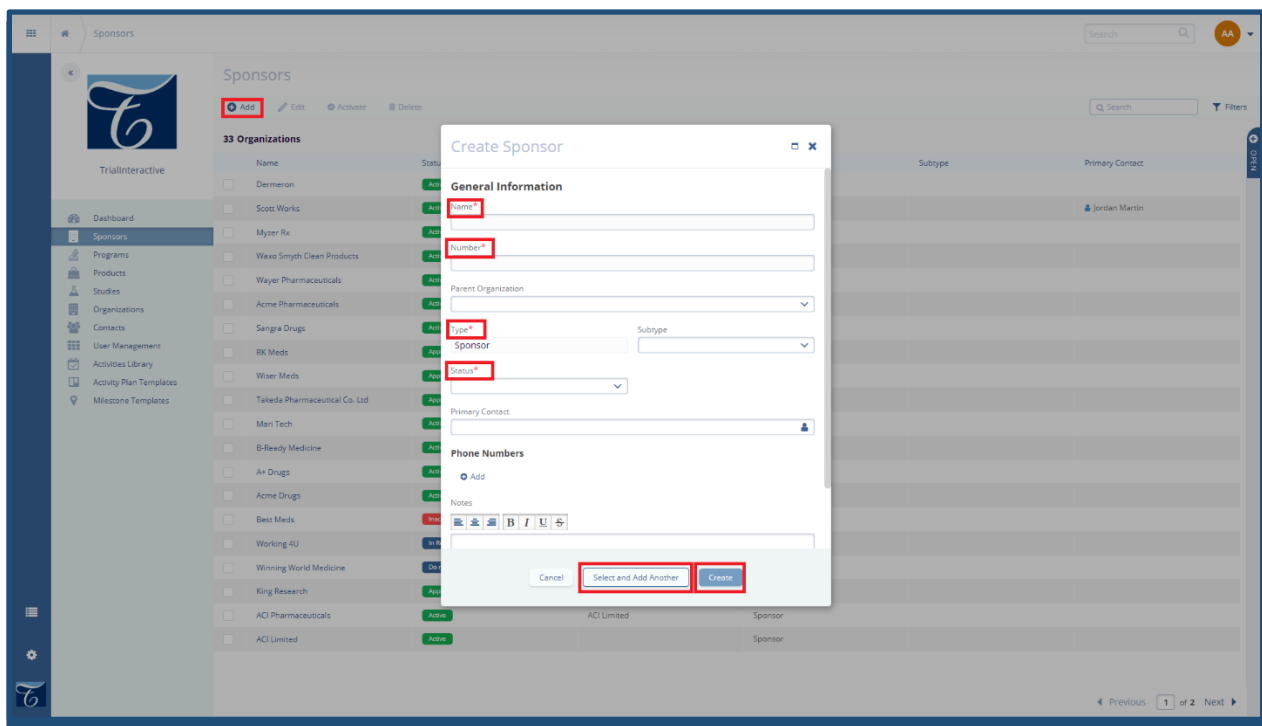 Sponsors
Search
AA
Sponsors
Add Edit Activate Delete
Search
Filters
OPEN
TrialInteractive
Dashboard
Sponsors
Programs
Products
Studies
Organizations
Contacts
User Management
Activities Library
Activity Plan Templates
Milestone Templates
33 Organizations
Name Subtype Primary Contact
Dermeron
Scott Works Jordan Martin
Myzer Rx
Waxo Smyth Clean Products
Wayer Pharmaceuticals
Acme Pharmaceuticals
Sangra Drugs
RK Meds
Wiser Meds
Takeda Pharmaceutical Co. Ltd
Mari Tech
B-Ready Medicine
A+ Drugs
Acme Drugs
Best Meds
Working 4U
Winning World Medicine
King Research
ACI Pharmaceuticals Active ACI Limited Sponsor
ACI Limited Active Sponsor
Create Sponsor
General Information
Name*
Number*
Parent Organization
Type* Subtype
Sponsor
Status*
Primary Contact
Phone Numbers
Add
Notes
B I U S
Cancel Select and Add Another Create
Previous 1 of 2 Next